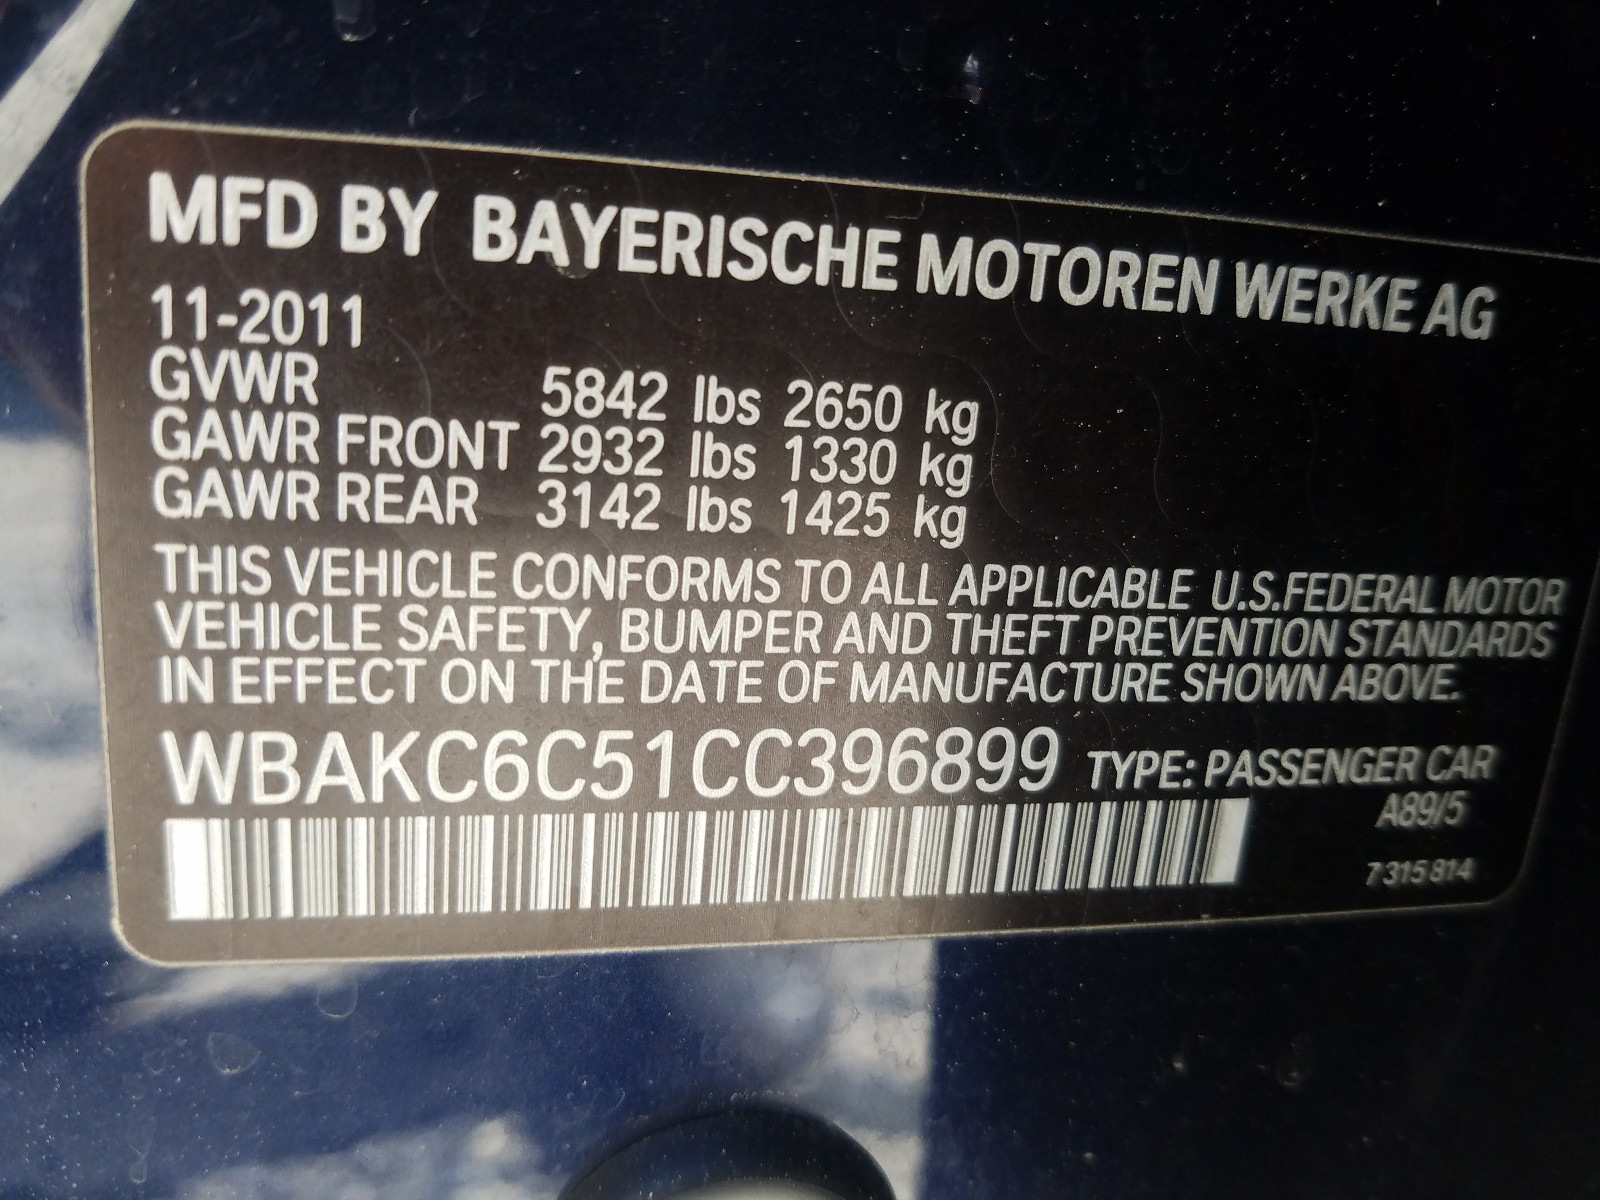 MFD BY BAYERISCHE MOTOREN WERKE AG
11-2011
GVWR 5842 lbs 2650 kg
GAWR FRONT 2932 lbs 1330 kg
GAWR REAR 3142 lbs 1425 kg
THIS VEHICLE CONFORMS TO ALL APPLICABLE U.S.FEDERAL MOTOR
VEHICLE SAFETY, BUMPER AND THEFT PREVENTION STANDARDS
IN EFFECT ON THE DATE OF MANUFACTURE SHOWN ABOVE.
WBAKC6C51CC396899 TYPE: PASSENGER CAR
A89/5
7 315 814